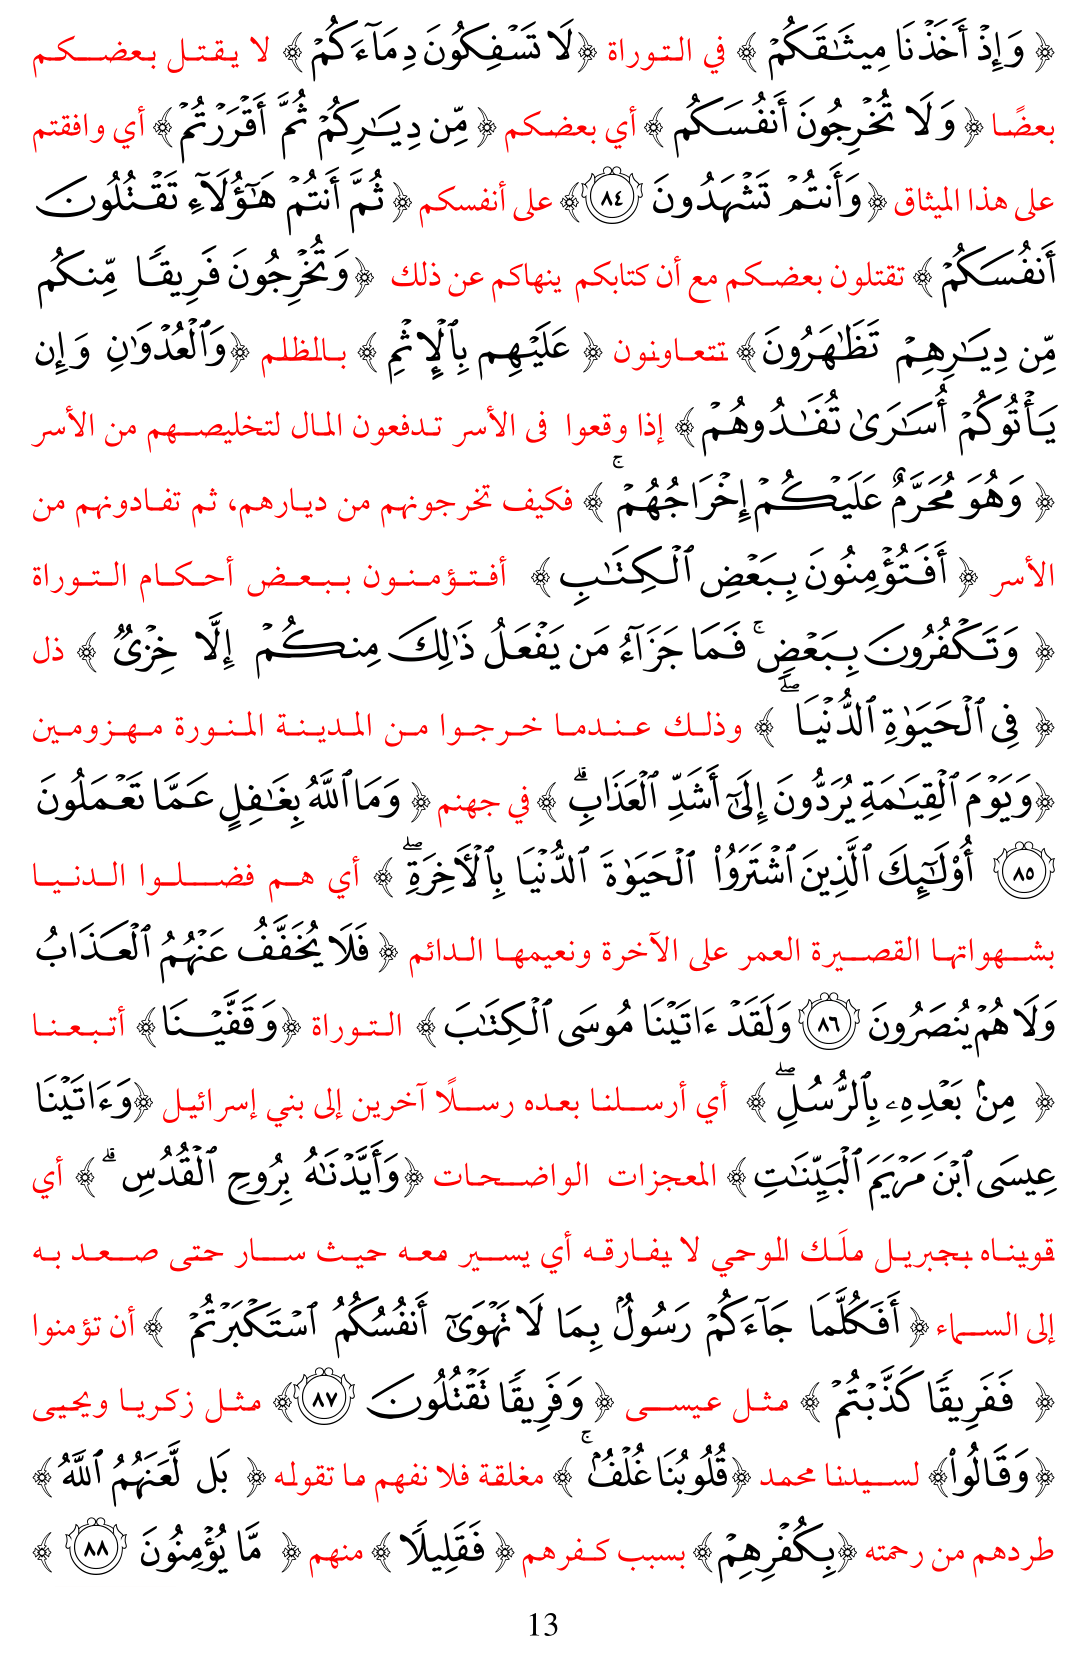 ﴿ وَإِذْ أَخَذْنَا مِيثَـٰقَكُمْ ﴾ في التوراة ﴿لَا تَسْفِكُونَ دِمَآءَكُمْ﴾ لا يقتل بعضكم
بعضًا ﴿ وَلَا تُخْرِجُونَ أَنفُسَكُم ﴾ أي بعضكم ﴿ مِّن دِيَـٰرِكُمْ ثُمَّ أَقْرَرْتُمْ﴾ أي وافقتم
على هذا الميثاق ﴿وَأَنتُمْ تَشْهَدُونَ ٨٤﴾ على أنفسكم ﴿ ثُمَّ أَنتُمْ هَـٰٓؤُلَآءِ تَقْتُلُونَ
أَنفُسَكُمْ﴾ تقتلون بعضكم مع أن كتابكم ينهاكم عن ذلك ﴿وَتُخْرِجُونَ فَرِيقًا مِّنكُم
مِّن دِيَـٰرِهِمْ تَظَـٰهَرُونَ﴾ تتعاونون ﴿ عَلَيْهِم بِٱلْإِثْمِ ﴾ بالظلم ﴿وَٱلْعُدْوَٰنِ وَإِن
يَأْتُوكُمْ أُسَـٰرَىٰ تُفَـٰدُوهُمْ﴾ إذا وقعوا فى الأسر تدفعون المال لتخليصهم من الأسر
﴿ وَهُوَ مُحَرَّمٌ عَلَيْكُمْ إِخْرَاجُهُمْ ۚ ﴾ فكيف تخرجونهم من ديارهم، ثم تفادونهم من
الأسر ﴿ أَفَتُؤْمِنُونَ بِبَعْضِ ٱلْكِتَـٰبِ ﴾ أفتؤمنون ببعض أحكام التوراة
﴿ وَتَكْفُرُونَ بِبَعْضٍ ۚ فَمَا جَزَآءُ مَن يَفْعَلُ ذَٰلِكَ مِنكُمْ إِلَّا خِزْىٌ ﴾ ذل
﴿ فِى ٱلْحَيَوٰةِ ٱلدُّنْيَا ۖ ﴾ وذلك عندما خرجوا من المدينة المنورة مهزومين
﴿وَيَوْمَ ٱلْقِيَـٰمَةِ يُرَدُّونَ إِلَىٰٓ أَشَدِّ ٱلْعَذَابِ ۗ ﴾ في جهنم ﴿ وَمَا ٱللَّهُ بِغَـٰفِلٍ عَمَّا تَعْمَلُونَ
٨٥ أُو۟لَـٰٓئِكَ ٱلَّذِينَ ٱشْتَرَوُا۟ ٱلْحَيَوٰةَ ٱلدُّنْيَا بِٱلْـَٔاخِرَةِ ۖ ﴾ أي هم فضلوا الدنيا
بشهواتها القصيرة العمر على الآخرة ونعيمها الدائم ﴿ فَلَا يُخَفَّفُ عَنْهُمُ ٱلْعَذَابُ
وَلَا هُمْ يُنصَرُونَ ٨٦ وَلَقَدْ ءَاتَيْنَا مُوسَى ٱلْكِتَـٰبَ ﴾ التوراة ﴿وَقَفَّيْنَا﴾ أتبعنا
﴿ مِنۢ بَعْدِهِۦ بِٱلرُّسُلِ ۖ ﴾ أي أرسلنا بعده رسلًا آخرين إلى بني إسرائيل ﴿وَءَاتَيْنَا
عِيسَى ٱبْنَ مَرْيَمَ ٱلْبَيِّنَـٰتِ ﴾ المعجزات الواضحات ﴿وَأَيَّدْنَـٰهُ بِرُوحِ ٱلْقُدُسِ ۗ ﴾ أي
قويناه بجبريل ملَك الوحي لا يفارقه أي يسير معه حيث سار حتى صعد به
إلى السماء ﴿ أَفَكُلَّمَا جَآءَكُمْ رَسُولٌۢ بِمَا لَا تَهْوَىٰٓ أَنفُسُكُمُ ٱسْتَكْبَرْتُمْ ﴾ أن تؤمنوا
﴿ فَفَرِيقًا كَذَّبْتُمْ ﴾ مثل عيسى ﴿ وَفَرِيقًا تَقْتُلُونَ ٨٧﴾ مثل زكريا ويحيى
﴿وَقَالُوا۟﴾ لسيدنا محمد ﴿قُلُوبُنَا غُلْفٌۢ ۚ ﴾ مغلقة فلا نفهم ما تقوله ﴿ بَل لَّعَنَهُمُ ٱللَّهُ ﴾
طردهم من رحمته ﴿بِكُفْرِهِمْ﴾ بسبب كفرهم ﴿ فَقَلِيلًا ﴾ منهم ﴿ مَّا يُؤْمِنُونَ ٨٨ ﴾
13